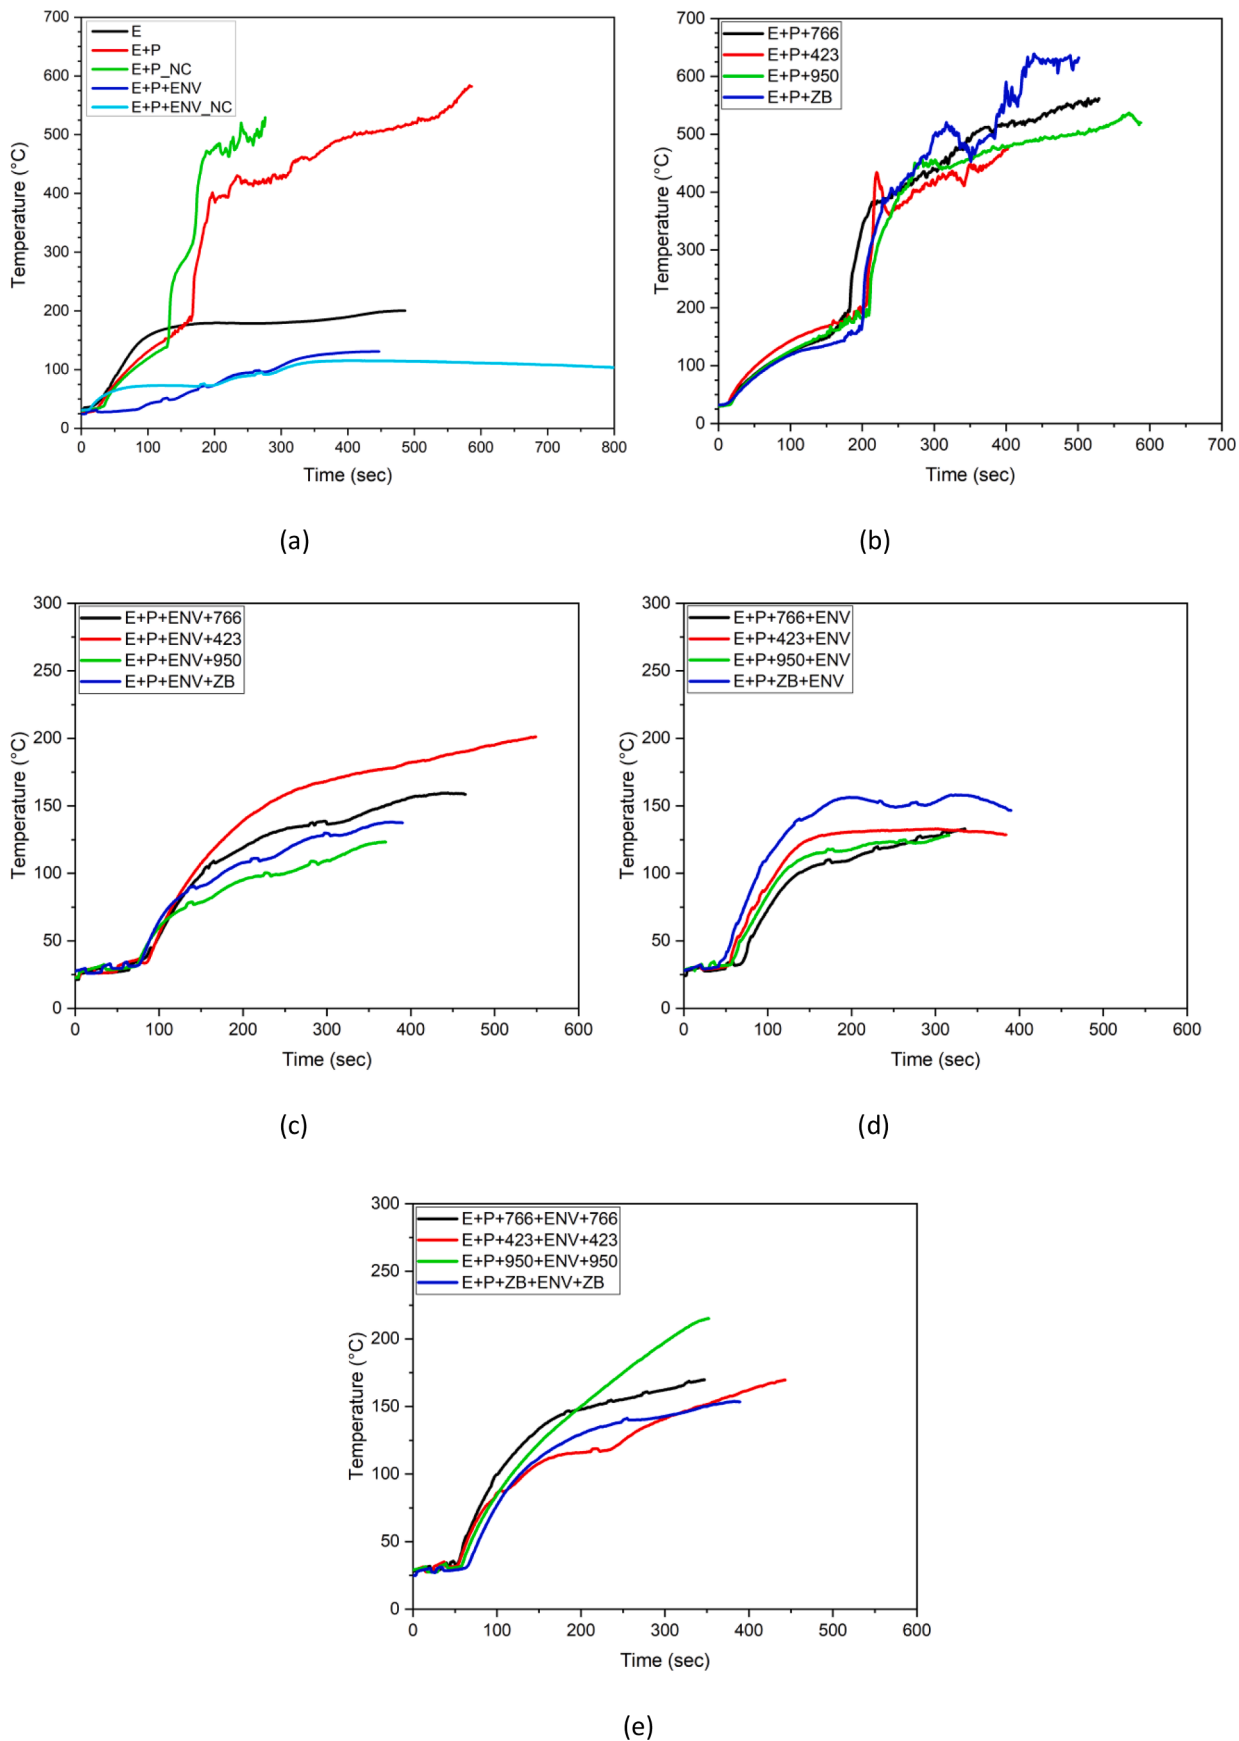 E
E+P
E+P_NC
E+P+ENV
E+P+ENV_NC
700
600
500
400
300
200
100
0
Temperature (°C)
0 100 200 300 400 500 600 700 800
Time (sec)
(a)
E+P+766
E+P+423
E+P+950
E+P+ZB
700
600
500
400
300
200
100
0
Temperature (°C)
0 100 200 300 400 500 600 700
Time (sec)
(b)
E+P+ENV+766
E+P+ENV+423
E+P+ENV+950
E+P+ENV+ZB
300
250
200
150
100
50
0
Temperature (°C)
0 100 200 300 400 500 600
Time (sec)
(c)
E+P+766+ENV
E+P+423+ENV
E+P+950+ENV
E+P+ZB+ENV
300
250
200
150
100
50
0
Temperature (°C)
0 100 200 300 400 500 600
Time (sec)
(d)
E+P+766+ENV+766
E+P+423+ENV+423
E+P+950+ENV+950
E+P+ZB+ENV+ZB
300
250
200
150
100
50
0
Temperature (°C)
0 100 200 300 400 500 600
Time (sec)
(e)